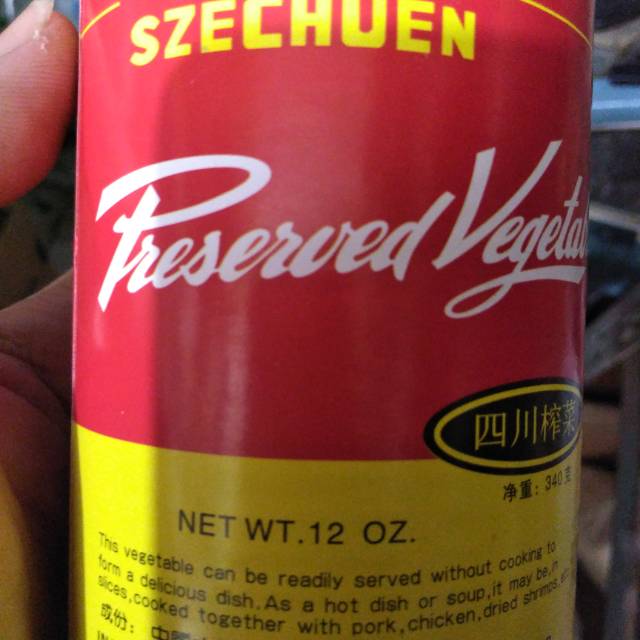 SZECHUEN
Preserved
四川榨菜
净重: 340克
NET WT. 12 OZ.
This vegetable can be readily served without cooking to
form a delicious dish. As a hot dish or soup, it may be, in
slices, cooked together with pork, chicken, dried shrimps, etc.
成份: